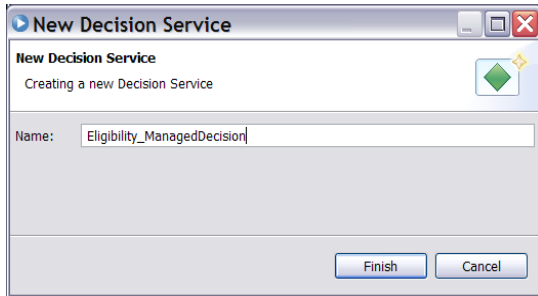 New Decision Service
New Decision Service
Creating a new Decision Service
Name: Eligibility_ManagedDecision
Finish Cancel